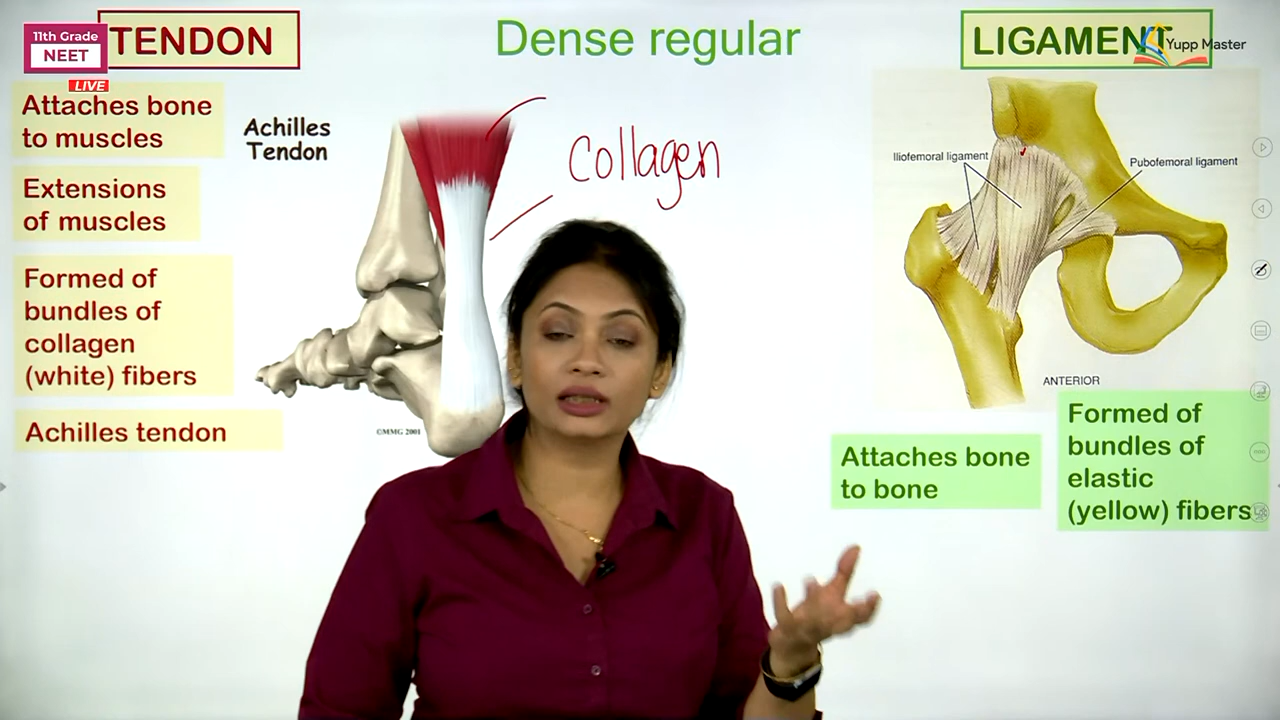 11th Grade
NEET
LIVE
TENDON
Dense regular
LIGAMENT
Yupp Master
Attaches bone
to muscles
Extensions
of muscles
Formed of
bundles of
collagen
(white) fibers
Achilles tendon
Achilles
Tendon
Collagen
©MMG 2001
Iliofemoral ligament
Pubofemoral ligament
ANTERIOR
Attaches bone
to bone
Formed of
bundles of
elastic
(yellow) fibers